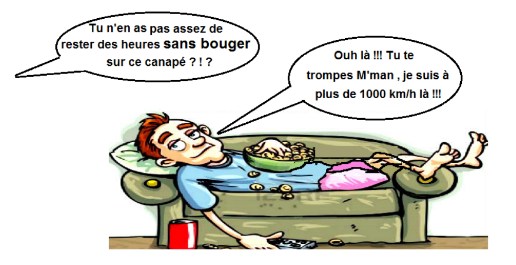 Tu n'en as pas assez de
rester des heures sans bouger
sur ce canapé ? ! ?
Ouh là !!! Tu te
trompes M'man , je suis à
plus de 1000 km/h là !!!